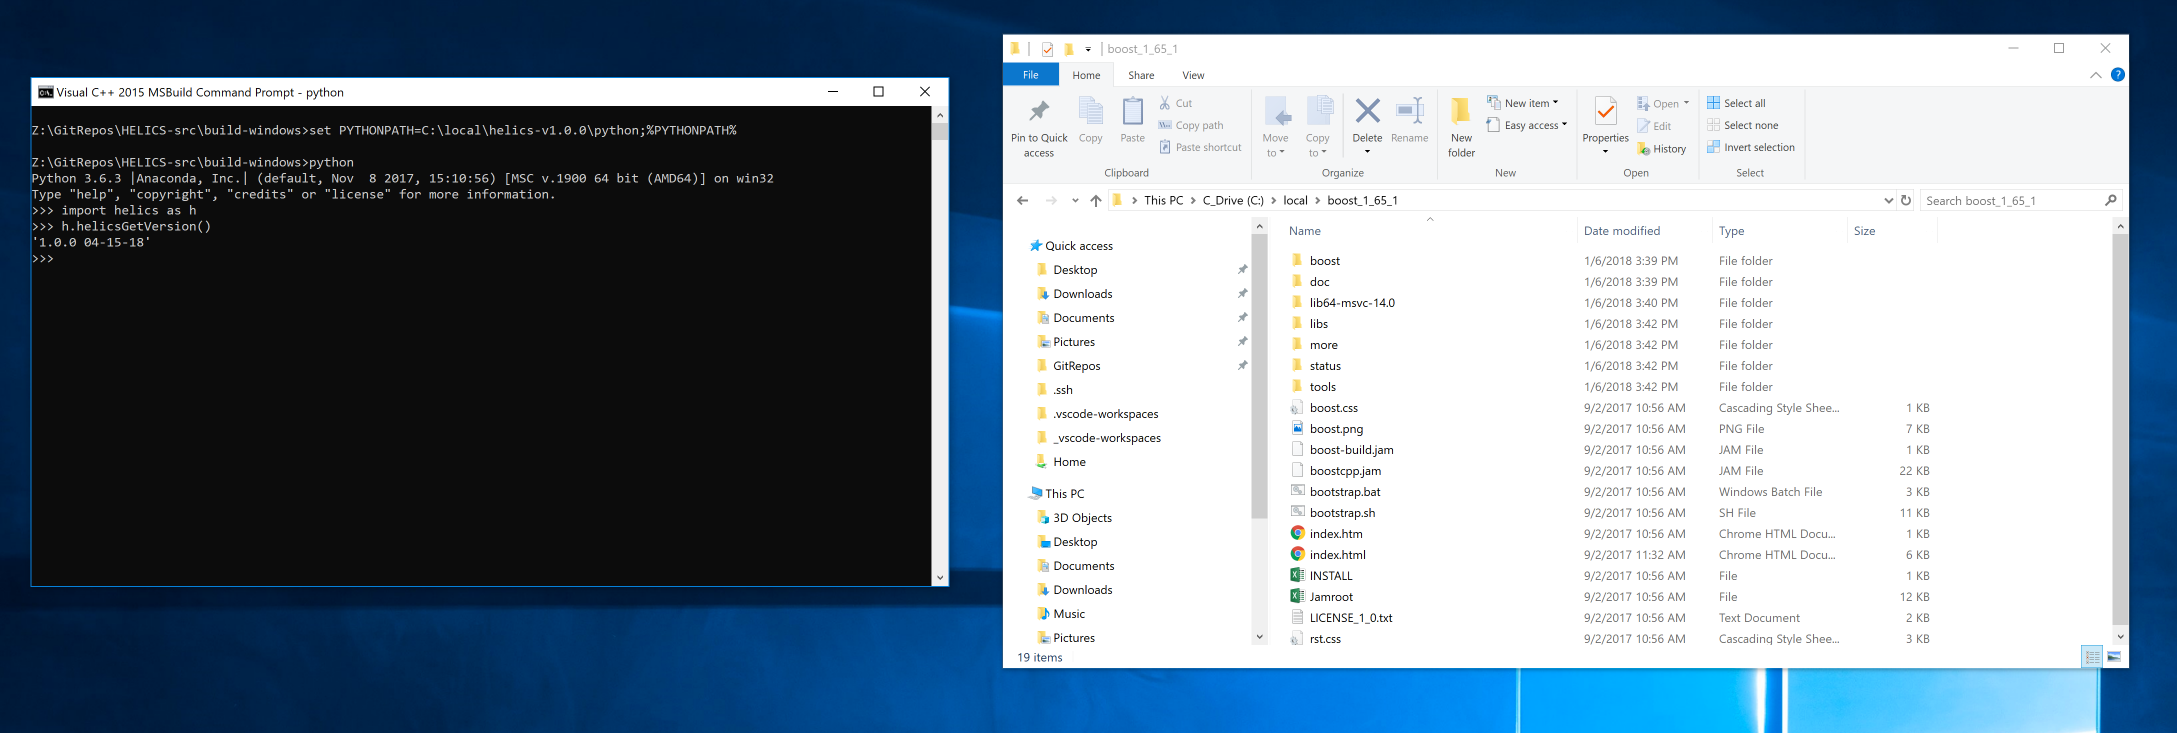 Visual C++ 2015 MSBuild Command Prompt - python
Z:\GitRepos\HELICS-src\build-windows>set PYTHONPATH=C:\local\helics-v1.0.0\python;%PYTHONPATH%
Z:\GitRepos\HELICS-src\build-windows>python
Python 3.6.3 |Anaconda, Inc.| (default, Nov  8 2017, 15:10:56) [MSC v.1900 64 bit (AMD64)] on win32
Type "help", "copyright", "credits" or "license" for more information.
>>> import helics as h
>>> h.helicsGetVersion()
'1.0.0 04-15-18'
>>>
boost_1_65_1
File Home Share View
Pin to Quick access
Copy
Paste
Cut
Copy path
Paste shortcut
Clipboard
Move to
Copy to
Delete
Rename
Organize
New folder
New item
Easy access
New
Properties
Open
Edit
History
Open
Select all
Select none
Invert selection
Select
This PC > C_Drive (C:) > local > boost_1_65_1
Search boost_1_65_1
Quick access
Desktop
Downloads
Documents
Pictures
GitRepos
.ssh
.vscode-workspaces
_vscode-workspaces
Home
This PC
3D Objects
Desktop
Documents
Downloads
Music
Pictures
Name Date modified Type Size
boost 1/6/2018 3:39 PM File folder
doc 1/6/2018 3:39 PM File folder
lib64-msvc-14.0 1/6/2018 3:40 PM File folder
libs 1/6/2018 3:42 PM File folder
more 1/6/2018 3:42 PM File folder
status 1/6/2018 3:42 PM File folder
tools 1/6/2018 3:42 PM File folder
boost.css 9/2/2017 10:56 AM Cascading Style Shee... 1 KB
boost.png 9/2/2017 10:56 AM PNG File 7 KB
boost-build.jam 9/2/2017 10:56 AM JAM File 1 KB
boostcpp.jam 9/2/2017 10:56 AM JAM File 22 KB
bootstrap.bat 9/2/2017 10:56 AM Windows Batch File 3 KB
bootstrap.sh 9/2/2017 10:56 AM SH File 11 KB
index.htm 9/2/2017 10:56 AM Chrome HTML Docu... 1 KB
index.html 9/2/2017 11:32 AM Chrome HTML Docu... 6 KB
INSTALL 9/2/2017 10:56 AM File 1 KB
Jamroot 9/2/2017 10:56 AM File 12 KB
LICENSE_1_0.txt 9/2/2017 10:56 AM Text Document 2 KB
rst.css 9/2/2017 10:56 AM Cascading Style Shee... 3 KB
19 items